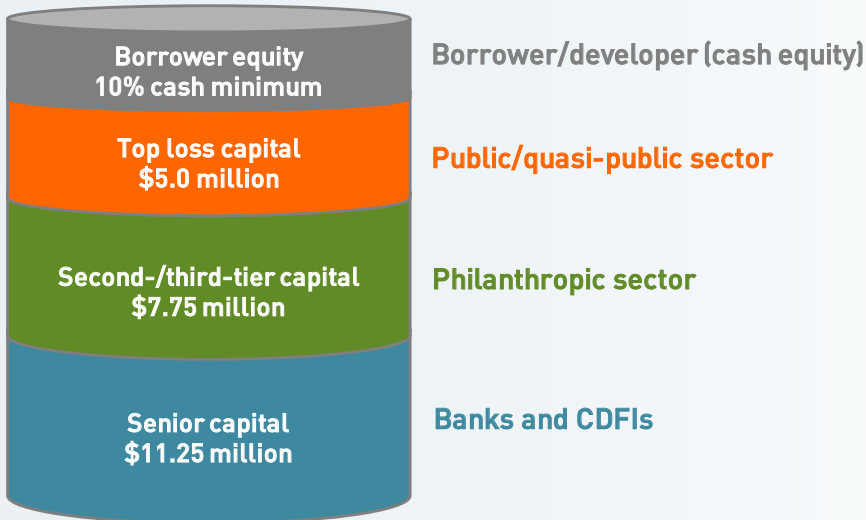 Borrower equity
10% cash minimum
Borrower/developer (cash equity)
Top loss capital
$5.0 million
Public/quasi-public sector
Second-/third-tier capital
$7.75 million
Philanthropic sector
Senior capital
$11.25 million
Banks and CDFIs